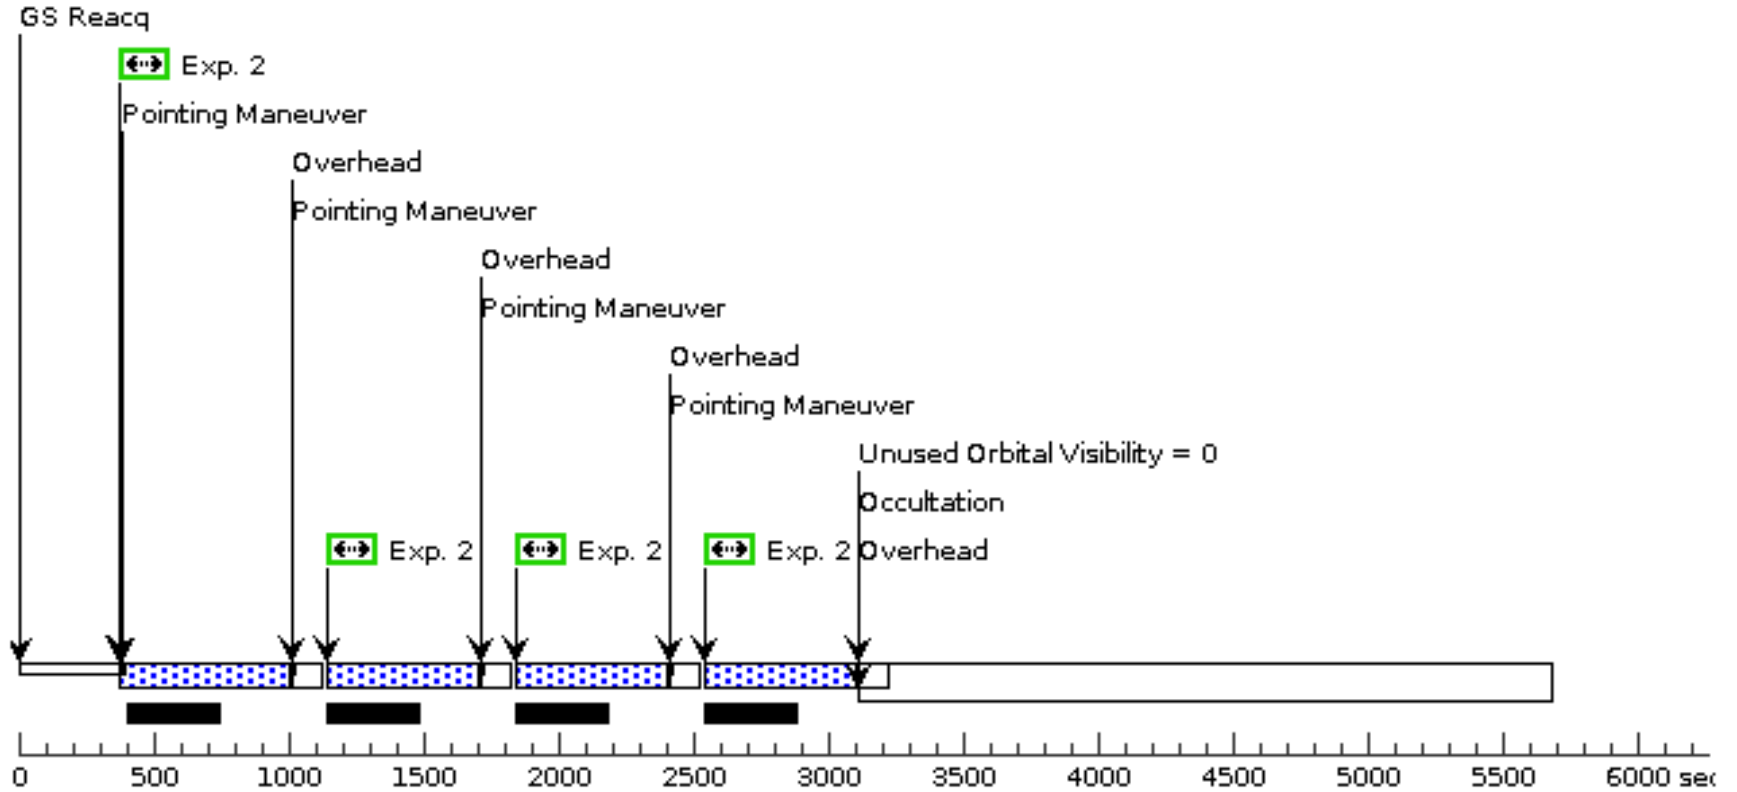 GS Reacq
Exp. 2
Pointing Maneuver
Overhead
Pointing Maneuver
Overhead
Pointing Maneuver
Overhead
Pointing Maneuver
Unused Orbital Visibility = 0
Occultation
Exp. 2 Exp. 2 Exp. 2 Overhead
0 500 1000 1500 2000 2500 3000 3500 4000 4500 5000 5500 6000 sec